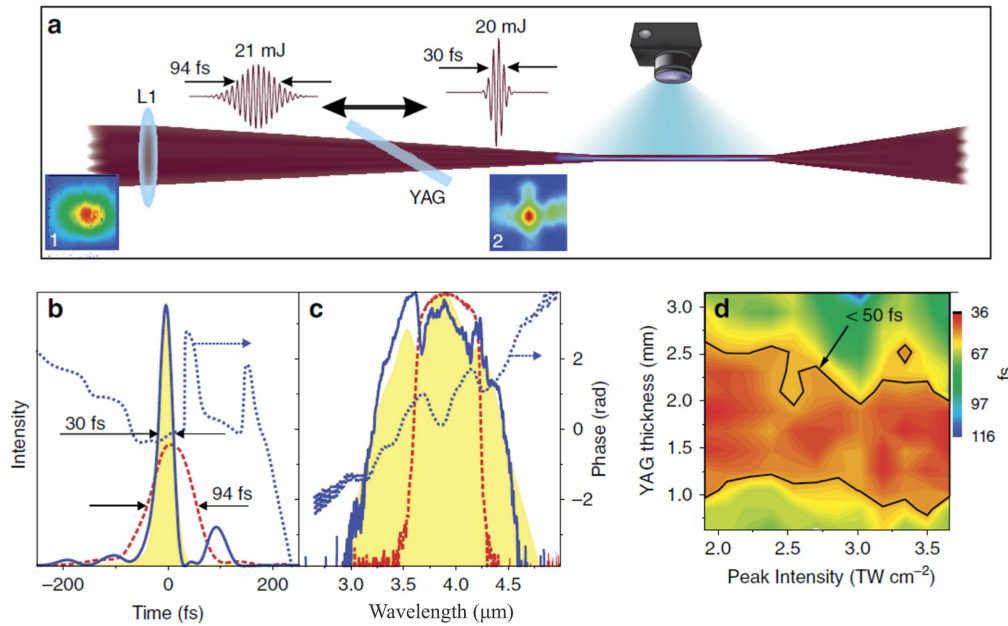 a
21 mJ
20 mJ
94 fs
30 fs
L1
YAG
1
2
b
c
d
30 fs
94 fs
Intensity
−200
0
200
Time (fs)
2
0
−2
Phase (rad)
3.0
3.5
4.0
4.5
Wavelength (μm)
< 50 fs
3.0
2.5
2.0
1.5
1.0
YAG thickness (mm)
2.0
2.5
3.0
3.5
Peak Intensity (TW cm⁻²)
36
67
97
116
fs